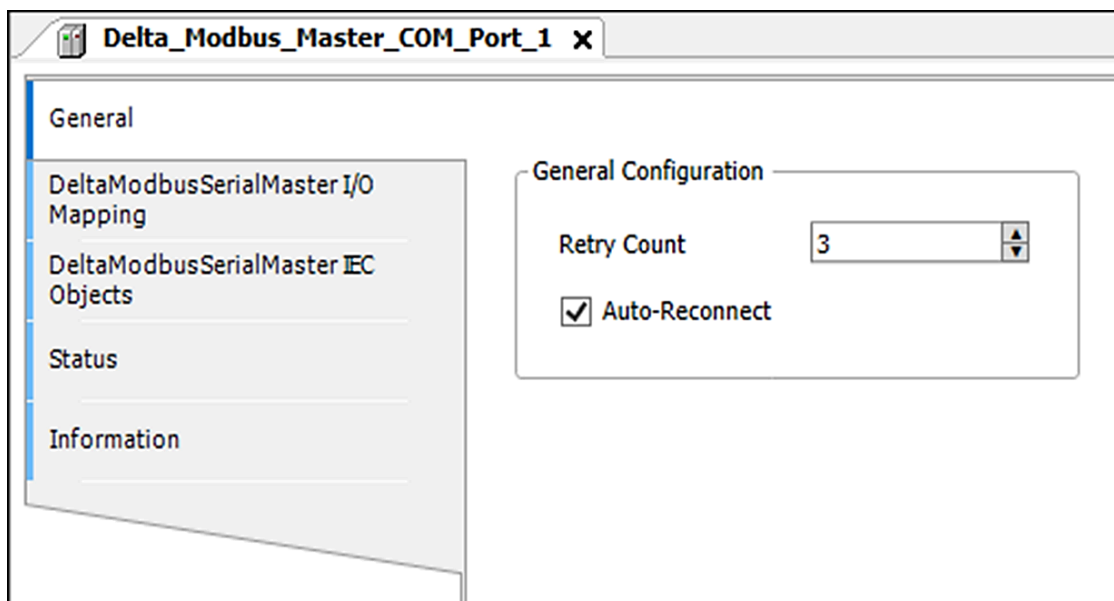 Delta_Modbus_Master_COM_Port_1
General
DeltaModbusSerialMaster I/O
Mapping
DeltaModbusSerialMaster IEC
Objects
Status
Information
General Configuration
Retry Count 3
Auto-Reconnect